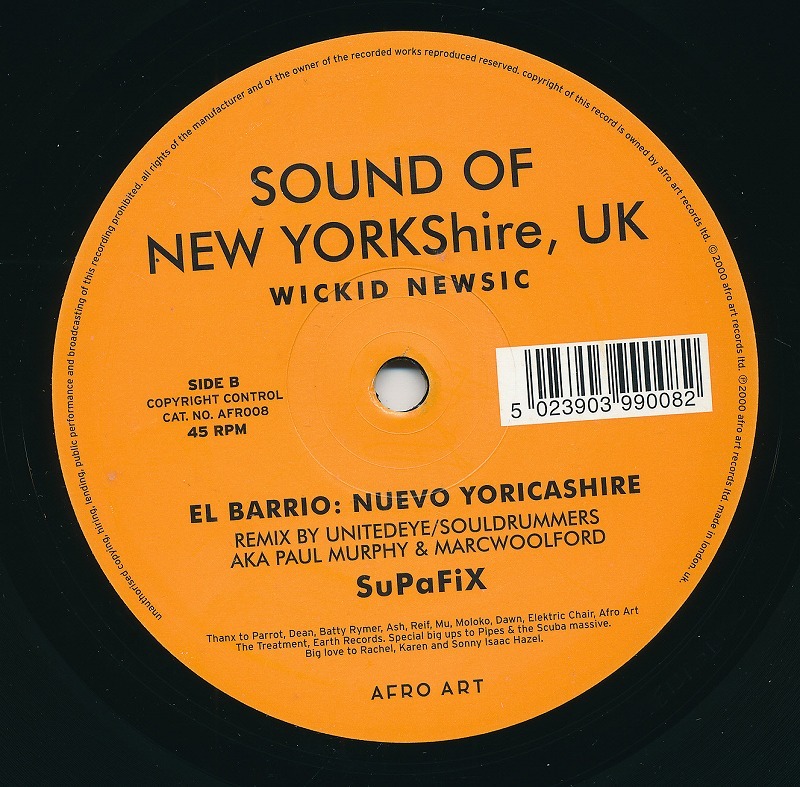 unauthorised copying, hiring, lending, public performance and broadcasting of this recording prohibited. all rights of the manufacturer and of the owner of the recorded works reproduced reserved. copyright of this record is owned by afro art records ltd. ©2000 afro art records ltd. ℗2000 afro art records ltd. made in london, uk.
SOUND OF
NEW YORKShire, UK
WICKID NEWSIC
SIDE B
COPYRIGHT CONTROL
CAT. NO. AFR008
45 RPM
5 023903 990082
EL BARRIO: NUEVO YORICASHIRE
REMIX BY UNITEDEYE/SOULDRUMMERS
AKA PAUL MURPHY & MARCWOOLFORD
SuPaFiX
Thanx to Parrot, Dean, Batty Rymer, Ash, Reif, Mu, Moloko, Dawn, Elektric Chair, Afro Art
The Treatment, Earth Records. Special big ups to Pipes & the Scuba massive.
Big love to Rachel, Karen and Sonny Isaac Hazel.
AFRO ART